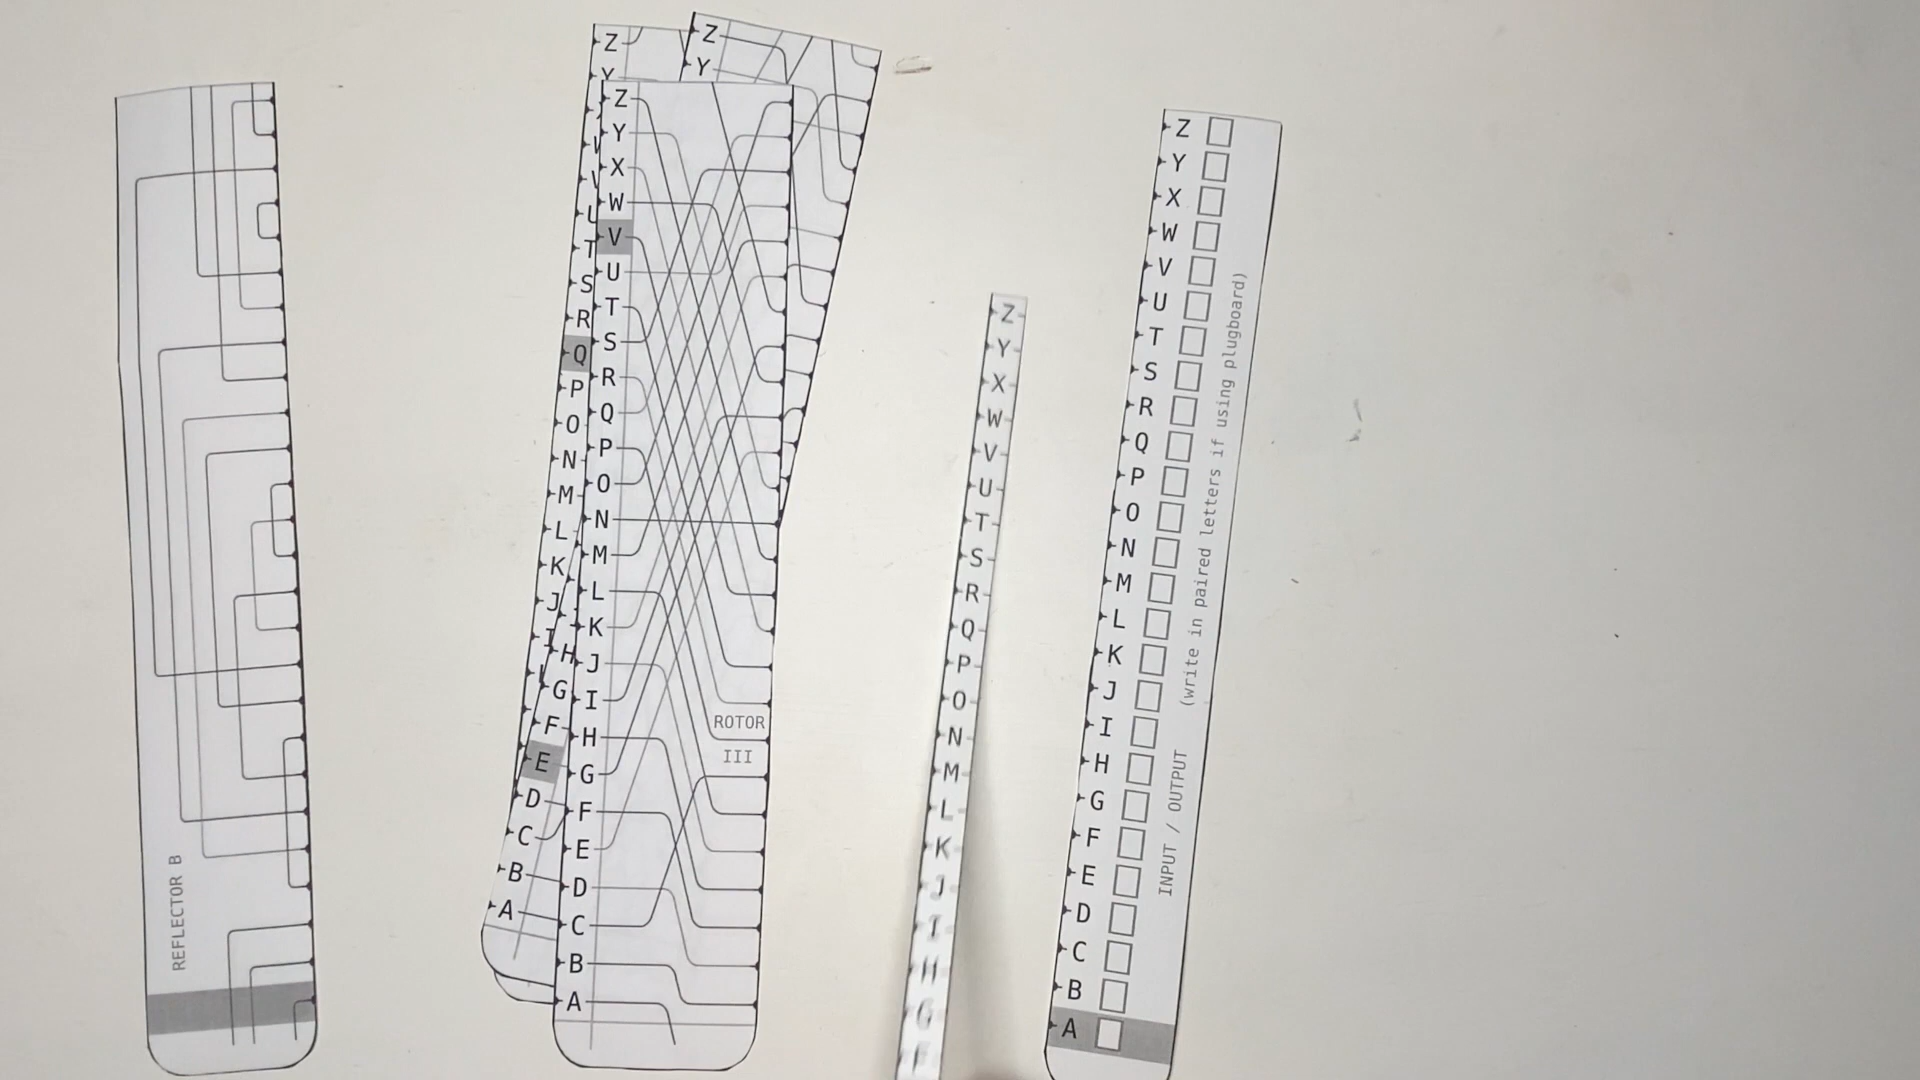 REFLECTOR B
Z
Y
U
T
S
R
Q
P
O
N
M
L
K
J
I
H
G
F
E
D
C
B
A
Z
Y
Z
Y
X
W
V
U
T
S
R
Q
P
O
N
M
L
K
J
I
H
G
F
E
D
C
B
A
ROTOR
III
Z
Y
X
W
V
U
T
S
R
Q
P
O
N
M
L
K
J
I
H
G
Z
Y
X
W
V
U
T
S
R
Q
P
O
N
M
L
K
J
I
H
G
F
E
D
C
B
A
INPUT / OUTPUT (write in paired letters if using plugboard)